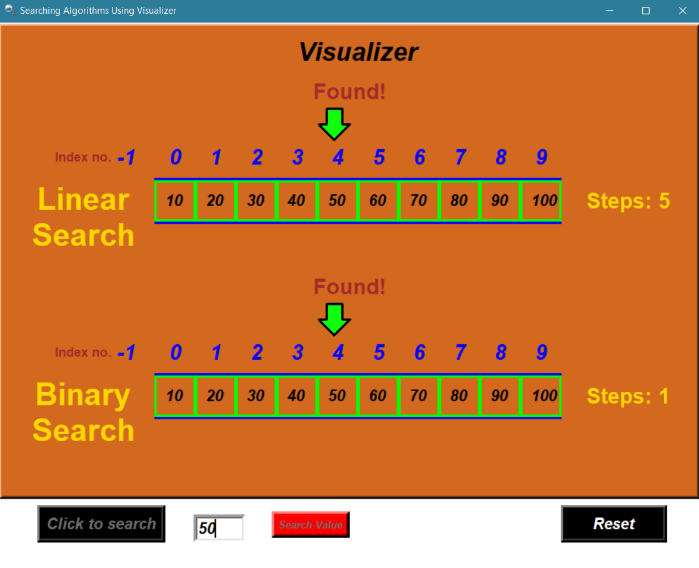 Searching Algorithms Using Visualizer
Visualizer
Found!
Index no. -1 0 1 2 3 4 5 6 7 8 9
Linear
Search
10 20 30 40 50 60 70 80 90 100
Steps: 5
Found!
Index no. -1 0 1 2 3 4 5 6 7 8 9
Binary
Search
10 20 30 40 50 60 70 80 90 100
Steps: 1
Click to search
50
Search Value
Reset